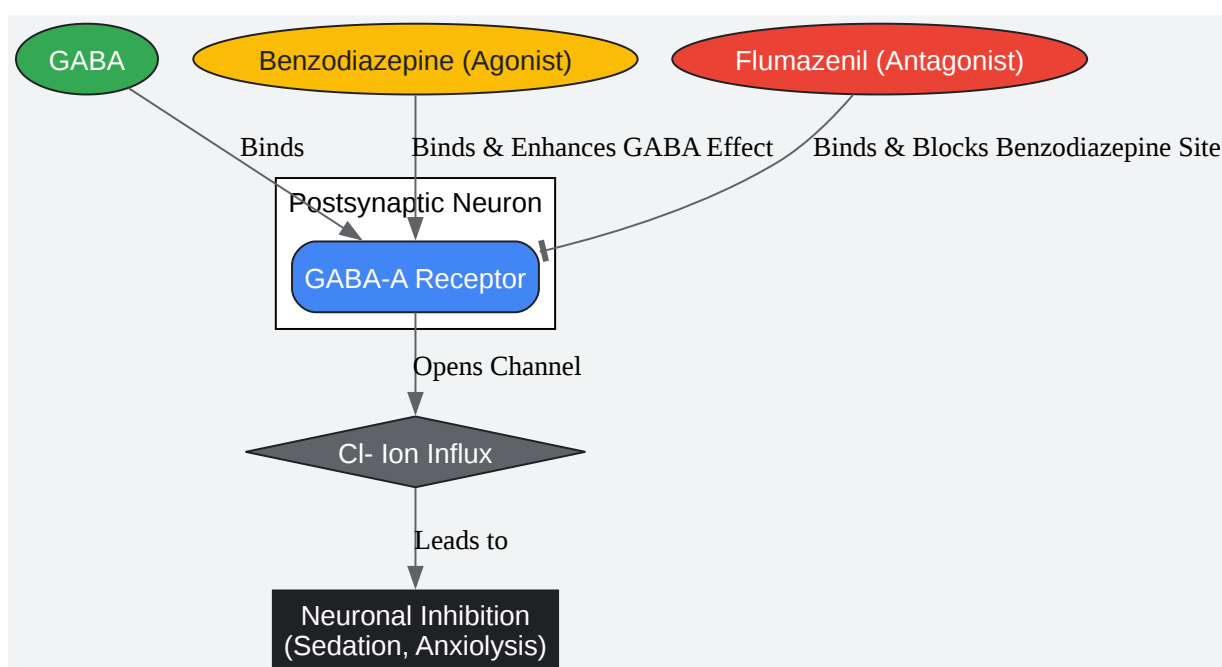 GABA
Benzodiazepine (Agonist)
Flumazenil (Antagonist)
Binds
Binds & Enhances GABA Effect
Binds & Blocks Benzodiazepine Site
Postsynaptic Neuron
GABA-A Receptor
Opens Channel
Cl- Ion Influx
Leads to
Neuronal Inhibition
(Sedation, Anxiolysis)